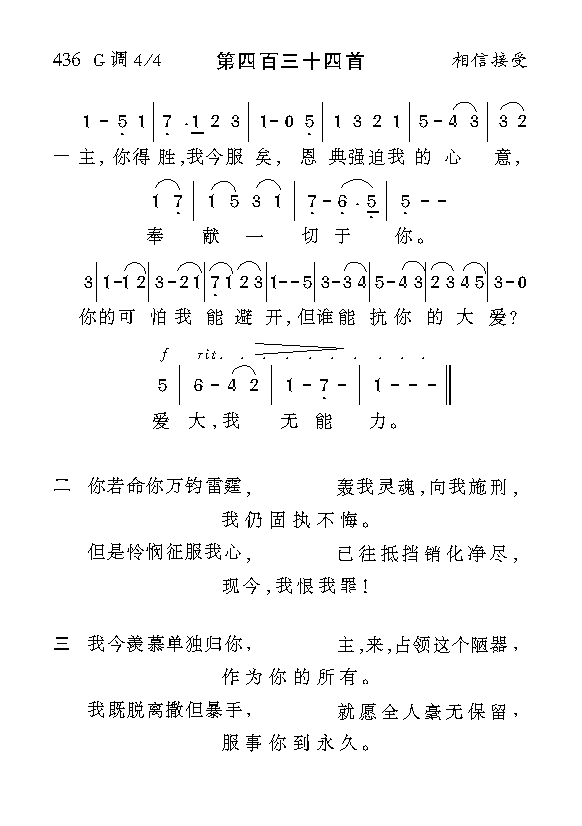 436 G 调 4/4 第四百三十四首 相信接受
1 - 5 1 | 7 . 1 2 3 | 1 - 0 5 | 1 3 2 1 | 5 - 4 3 | 3 2
一 主, 你得 胜,我今服 矣, 恩 典强迫我 的 心 意,
1 7 | 1 5 3 1 | 7 - 6 . 5 | 5 - -
奉 献 一 切 于 你。
3 | 1 - 1 2 | 3 - 2 1 | 7 1 2 3 | 1 - - 5 | 3 - 3 4 | 5 - 4 3 | 2 3 4 5 | 3 - 0
你的可 怕我 能 避 开,但谁能 抗你 的 大 爱?
f rit. . . . . . . . . .
5 | 6 - 4 2 | 1 - 7 - | 1 - - -
爱 大,我 无 能 力。
二 你若命你万钧雷霆, 轰我灵魂,向我施刑,
我仍固执不悔。
但是怜悯征服我心, 已往抵挡销化净尽,
现今,我恨我罪!
三 我今羡慕单独归你, 主,来,占领这个陋器,
作为你的所有。
我既脱离撒但暴手, 就愿全人毫无保留,
服事你到永久。